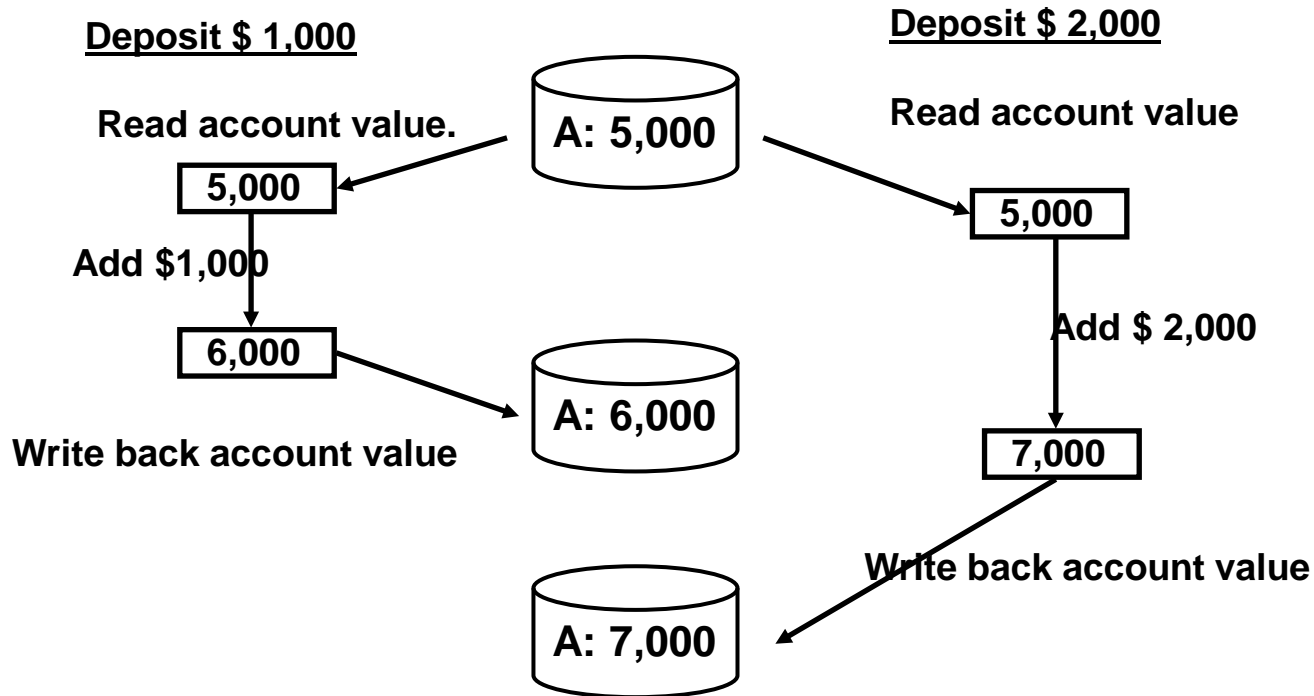 Deposit $ 1,000
Deposit $ 2,000
Read account value.
A: 5,000
Read account value
5,000
5,000
Add $1,000
Add $ 2,000
6,000
A: 6,000
Write back account value
7,000
Write back account value
A: 7,000